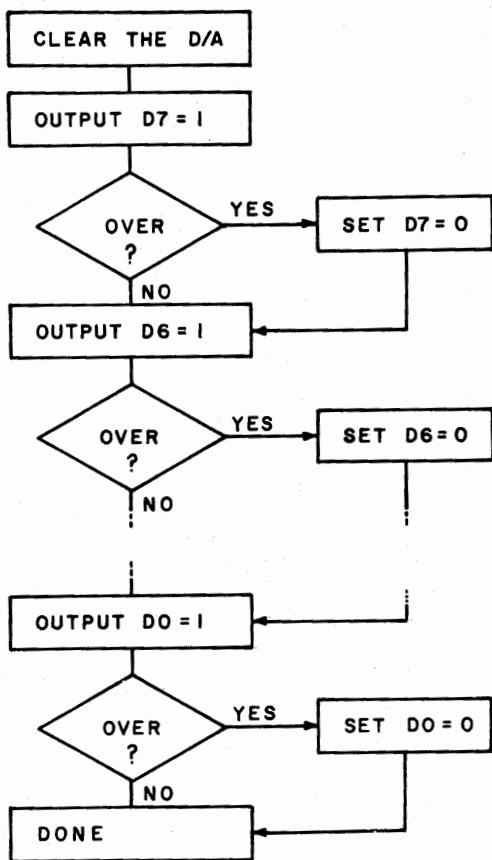 CLEAR THE D/A
OUTPUT D7 = 1
OVER
?
YES
SET D7 = 0
NO
OUTPUT D6 = 1
OVER
?
YES
SET D6 = 0
NO
OUTPUT D0 = 1
OVER
?
YES
SET D0 = 0
NO
DONE